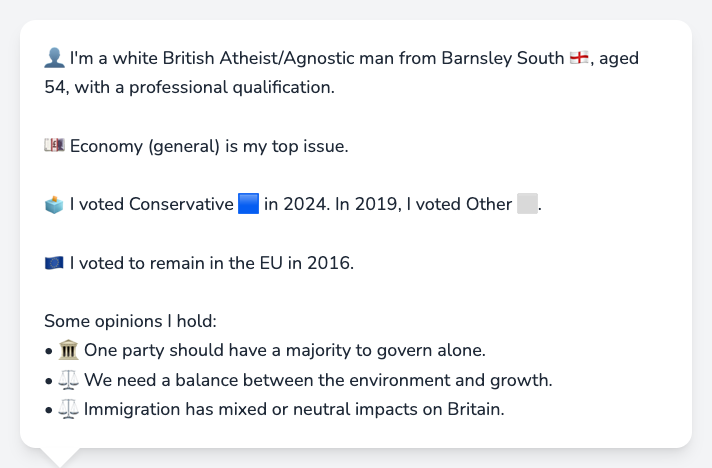 I'm a white British Atheist/Agnostic man from Barnsley South 🏴󠁧󠁢󠁥󠁮󠁧󠁿, aged
54, with a professional qualification.
Economy (general) is my top issue.
I voted Conservative 🟦 in 2024. In 2019, I voted Other ⬜.
I voted to remain in the EU in 2016.
Some opinions I hold:
• 🏛️ One party should have a majority to govern alone.
• ⚖️ We need a balance between the environment and growth.
• ⚖️ Immigration has mixed or neutral impacts on Britain.